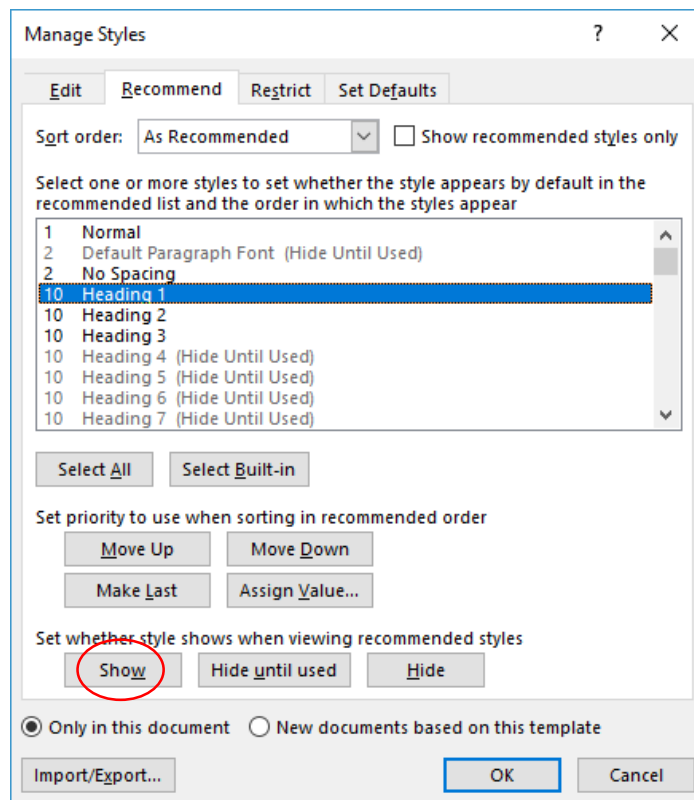 Manage Styles ?
Edit Recommend Restrict Set Defaults
Sort order: As Recommended Show recommended styles only
Select one or more styles to set whether the style appears by default in the
recommended list and the order in which the styles appear
1 Normal
2 Default Paragraph Font (Hide Until Used)
2 No Spacing
10 Heading 1
10 Heading 2
10 Heading 3
10 Heading 4 (Hide Until Used)
10 Heading 5 (Hide Until Used)
10 Heading 6 (Hide Until Used)
10 Heading 7 (Hide Until Used)
Select All Select Built-in
Set priority to use when sorting in recommended order
Move Up Move Down
Make Last Assign Value...
Set whether style shows when viewing recommended styles
Show Hide until used Hide
Only in this document New documents based on this template
Import/Export... OK Cancel